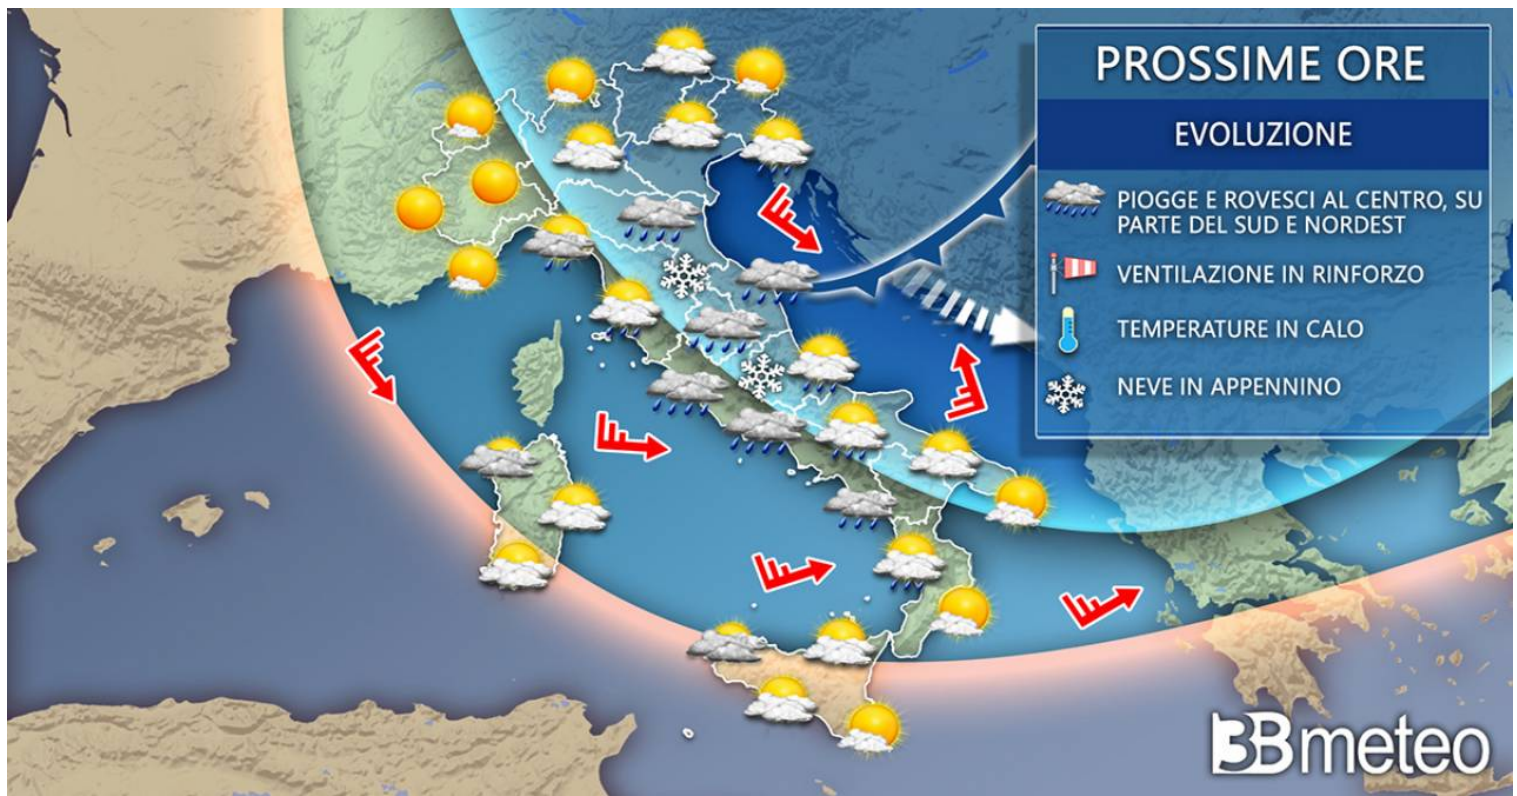 PROSSIME ORE
EVOLUZIONE
PIOGGE E ROVESCI AL CENTRO, SU
PARTE DEL SUD E NORDEST
VENTILAZIONE IN RINFORZO
TEMPERATURE IN CALO
NEVE IN APPENNINO
3Bmeteo